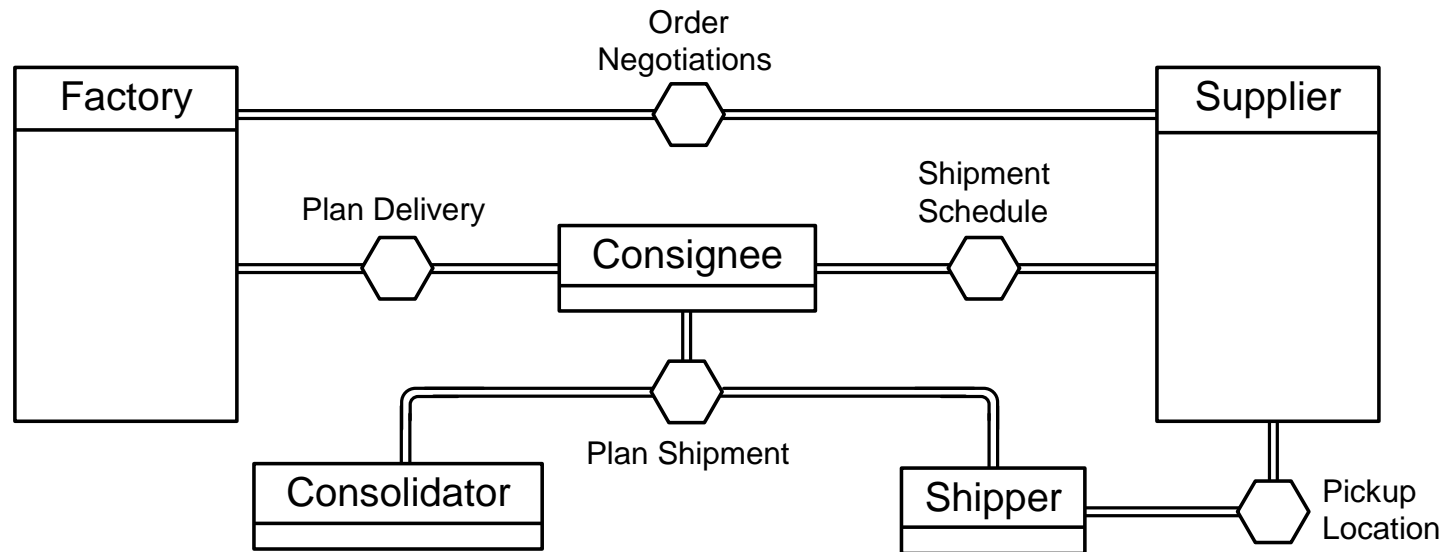 Order
Negotiations
Factory
Supplier
Plan Delivery
Shipment
Schedule
Consignee
Plan Shipment
Consolidator
Shipper
Pickup
Location